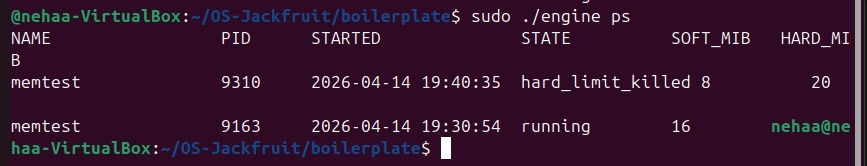 @nehaa-VirtualBox:~/OS-Jackfruit/boilerplate$ sudo ./engine ps
NAME PID STARTED STATE SOFT_MIB HARD_MI
B
memtest 9310 2026-04-14 19:40:35 hard_limit_killed 8 20
memtest 9163 2026-04-14 19:30:54 running 16 nehaa@ne
haa-VirtualBox:~/OS-Jackfruit/boilerplate$